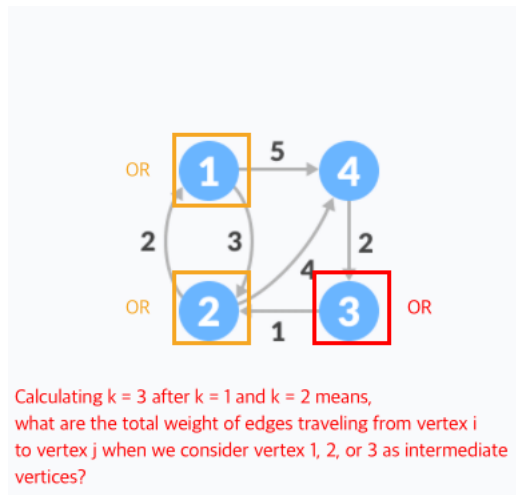 5
OR
1
4
2
3
2
4
OR
2
3
OR
1
Calculating k = 3 after k = 1 and k = 2 means,
what are the total weight of edges traveling from vertex i
to vertex j when we consider vertex 1, 2, or 3 as intermediate
vertices?